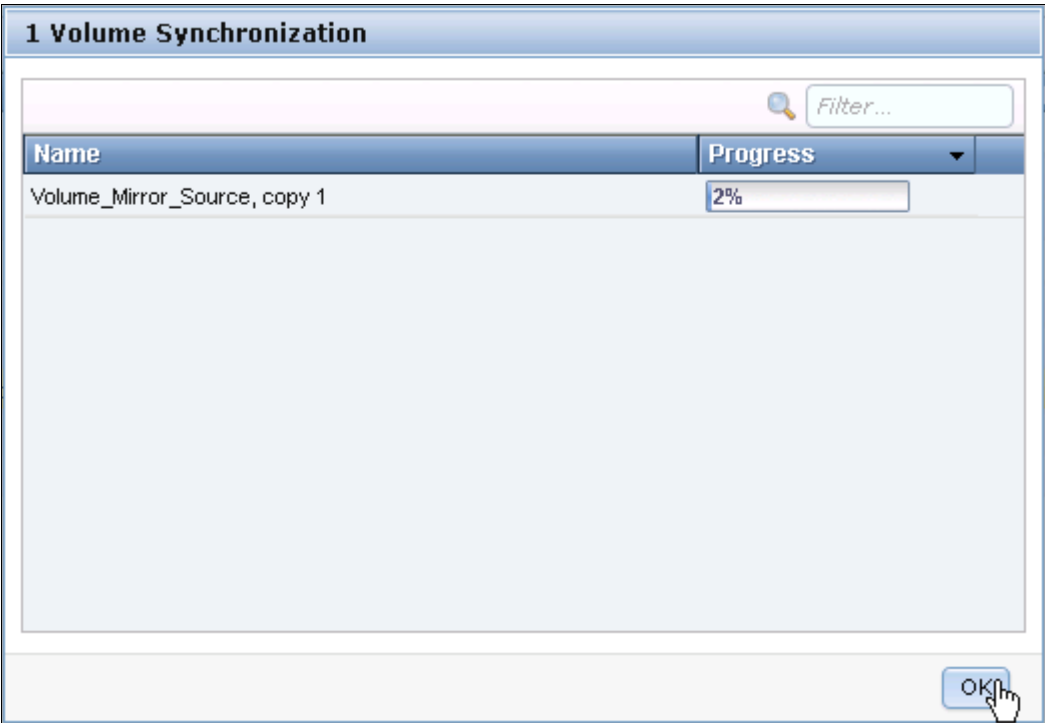 1 Volume Synchronization
Filter...
Name Progress
Volume_Mirror_Source, copy 1 2%
OK